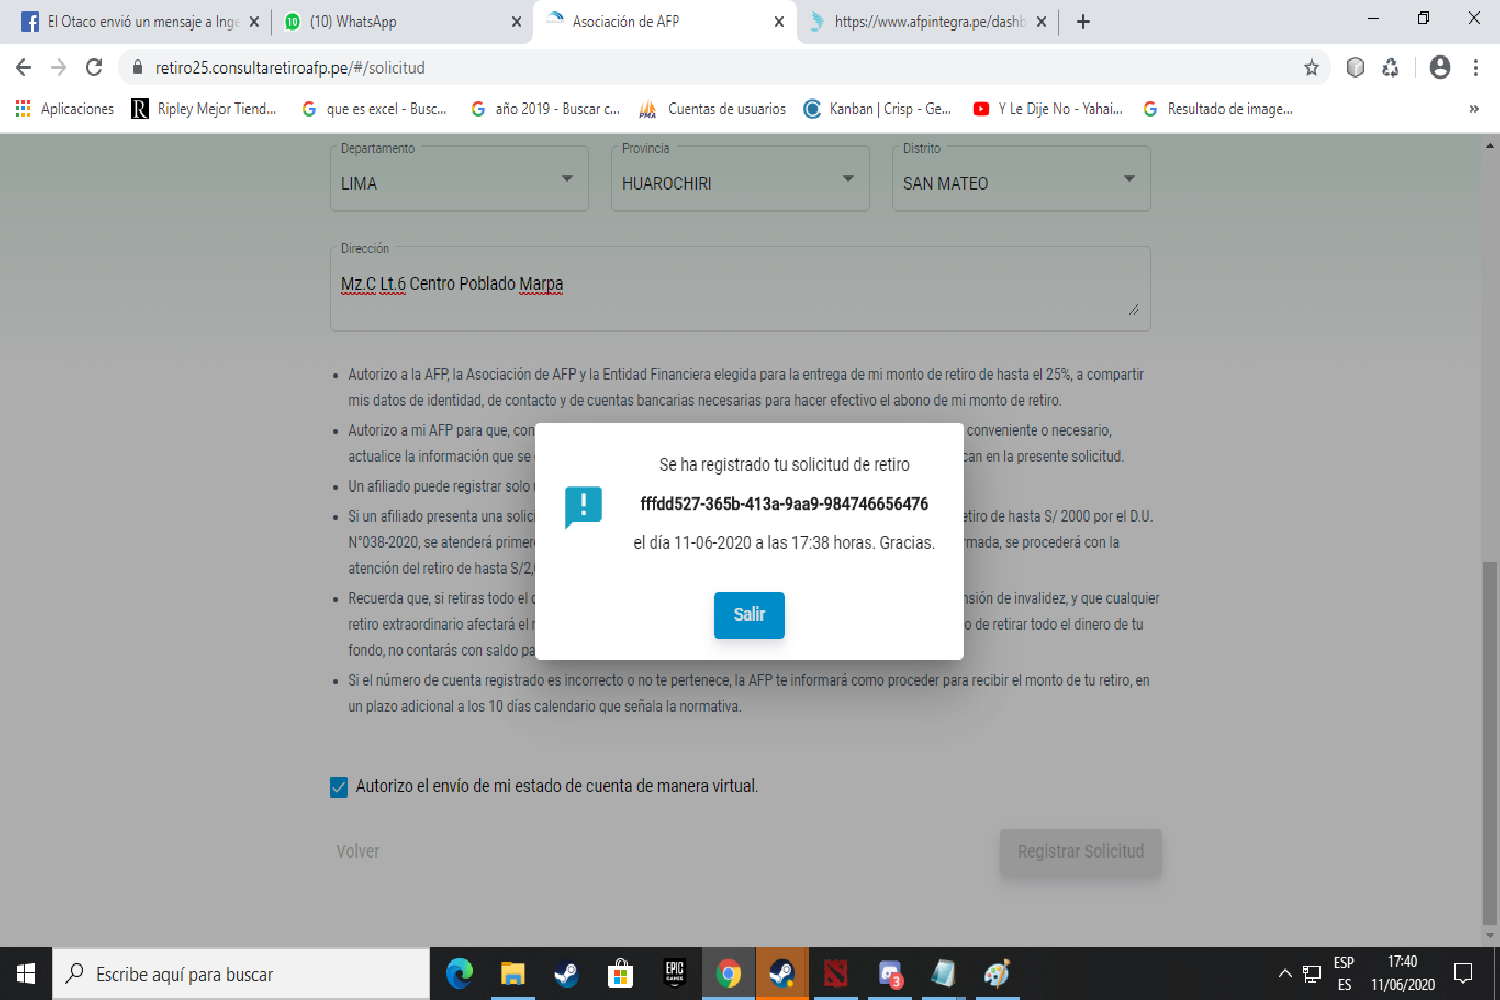 El Otaco envió un mensaje a Inge
(10) WhatsApp
Asociación de AFP
https://www.afpintegra.pe/dashb
retiro25.consultaretiroafp.pe/#/solicitud
Aplicaciones
Ripley Mejor Tiend...
que es excel - Busc...
año 2019 - Buscar c...
Cuentas de usuarios
Kanban | Crisp - Ge...
Y Le Dije No - Yahai...
Resultado de image...
»
Departamento
LIMA
Provincia
HUAROCHIRI
Distrito
SAN MATEO
Dirección
Mz.C Lt.6 Centro Poblado Marpa
• Autorizo a la AFP, la Asociación de AFP y la Entidad Financiera elegida para la entrega de mi monto de retiro de hasta el 25%, a compartir
mis datos de identidad, de contacto y de cuentas bancarias necesarias para hacer efectivo el abono de mi monto de retiro.
• Autorizo a mi AFP para que, con conveniente o necesario,
actualice la información que se can en la presente solicitud.
• Un afiliado puede registrar solo
• Si un afiliado presenta una solici etiro de hasta S/ 2000 por el D.U.
N°038-2020, se atenderá primer rmada, se procederá con la
atención del retiro de hasta S/2,
• Recuerda que, si retiras todo el nsión de invalidez, y que cualquier
retiro extraordinario afectará el o de retirar todo el dinero de tu
fondo, no contarás con saldo pa
• Si el número de cuenta registrado es incorrecto o no te pertenece, la AFP te informará como proceder para recibir el monto de tu retiro, en
un plazo adicional a los 10 días calendario que señala la normativa.
Se ha registrado tu solicitud de retiro
fffdd527-365b-413a-9aa9-984746656476
el día 11-06-2020 a las 17:38 horas. Gracias.
Salir
Autorizo el envío de mi estado de cuenta de manera virtual.
Volver
Registrar Solicitud
Escribe aquí para buscar
EPIC
GAMES
3
ESP
ES
17:40
11/06/2020